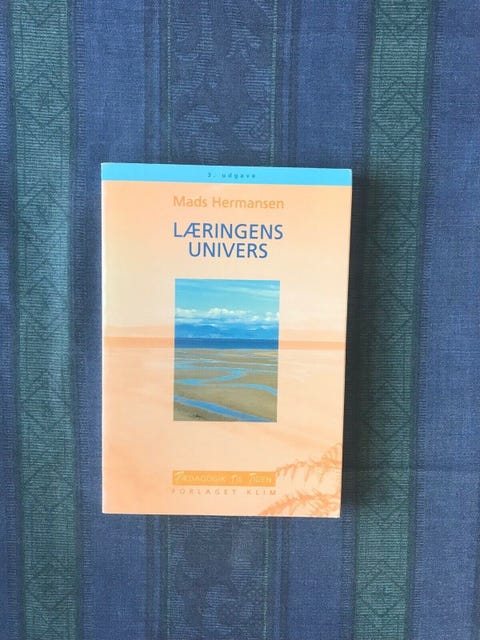 3. udgave
Mads Hermansen
LÆRINGENS
UNIVERS
PÆDAGOGIK TIL TIDEN
FORLAGET KLIM